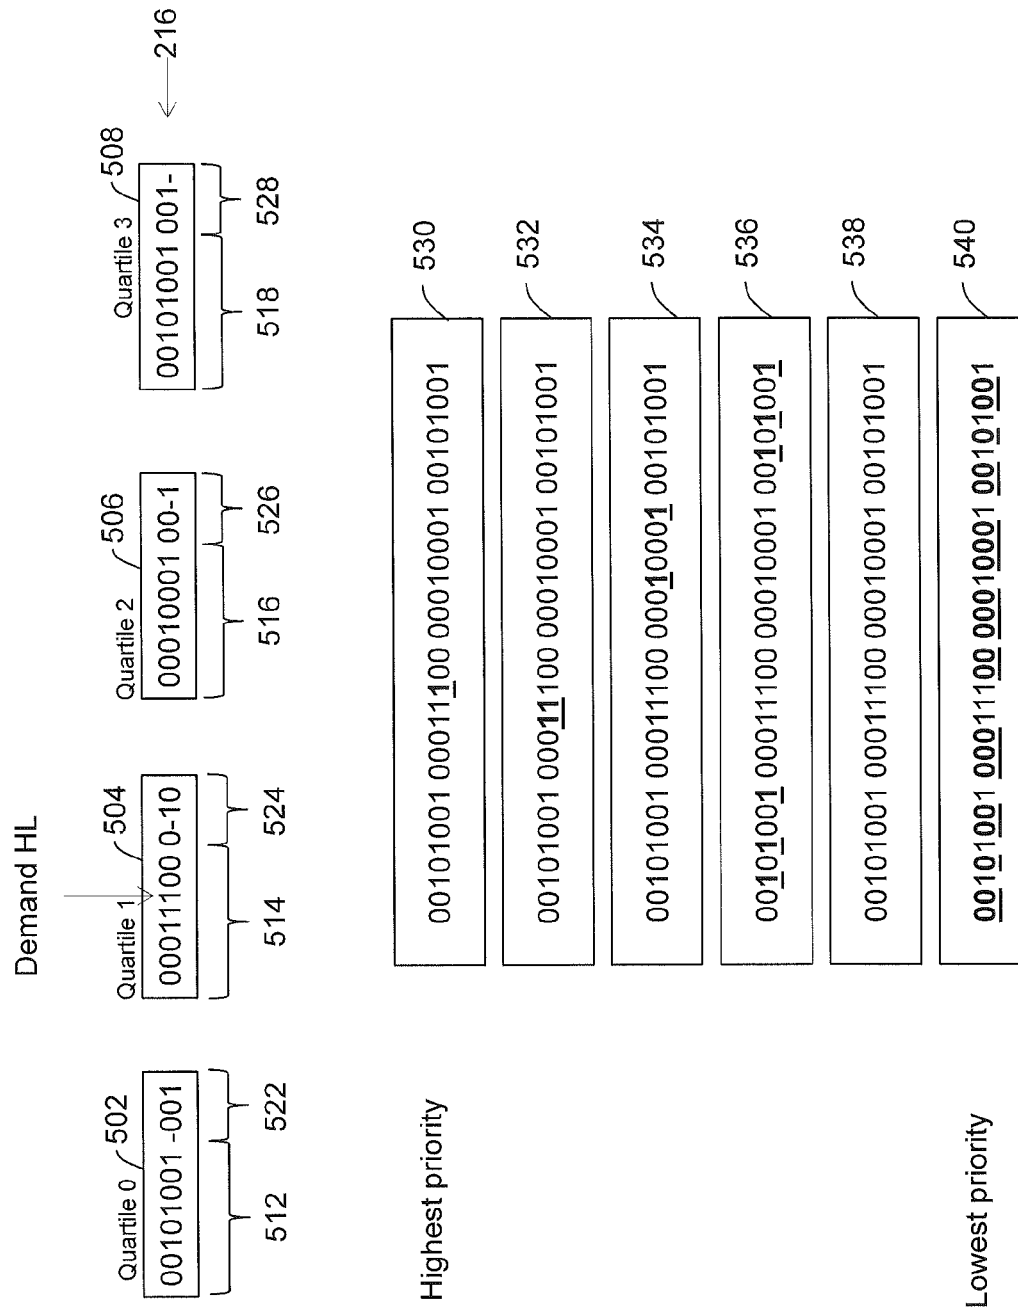 Demand HL
Quartile 0 502 Quartile 1 504 Quartile 2 506 Quartile 3 508
00101001 -001 00011100 0-10 00010001 00-1 00101001 001- 216
512 522 514 524 516 526 518 528
Highest priority 00101001 00011100 00010001 00101001 530
00101001 00011100 00010001 00101001 532
00101001 00011100 00010001 00101001 534
00101001 00011100 00010001 00101001 536
00101001 00011100 00010001 00101001 538
Lowest priority 00101001 00011100 00010001 00101001 540